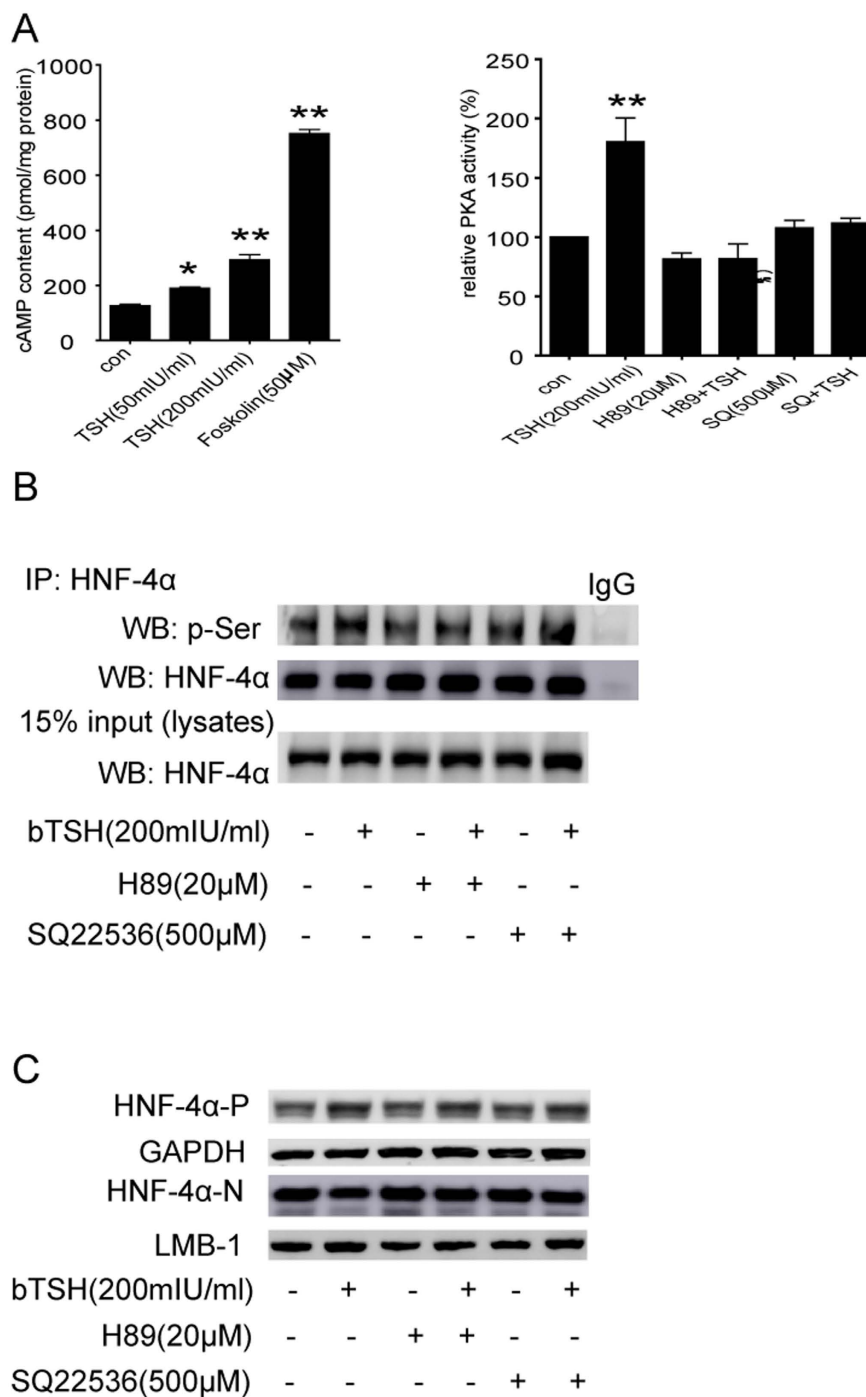 A
cAMP content (pmol/mg protein)
1000
800
600
400
200
0
*
**
**
con
TSH(50mIU/ml)
TSH(200mIU/ml)
Foskolin(50µM)
relative PKA activity (%)
250
200
150
100
50
0
**
con
TSH(200mIU/ml)
H89(20µM)
H89+TSH
SQ(500µM)
SQ+TSH
B
IP: HNF-4α
IgG
WB: p-Ser
WB: HNF-4α
15% input (lysates)
WB: HNF-4α
bTSH(200mIU/ml) - + - + - +
H89(20µM) - - + + - -
SQ22536(500µM) - - - - + +
C
HNF-4α-P
GAPDH
HNF-4α-N
LMB-1
bTSH(200mIU/ml) - + - + - +
H89(20µM) - - + + - -
SQ22536(500µM) - - - - + +